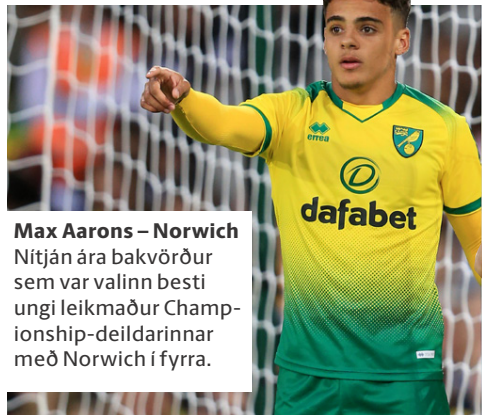 errea
dafabet
Max Aarons – Norwich
Nítján ára bakvörður
sem var valinn besti
ungi leikmaður Champ-
ionship-deildarinnar
með Norwich í fyrra.